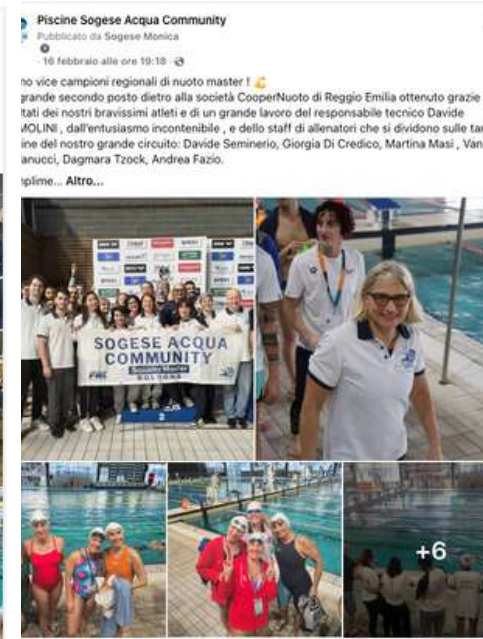 Piscine Sogese Acqua Community
Pubblicato da Sogese Monica
· 16 febbraio alle ore 19:18 ·
no vice campioni regionali di nuoto master !
grande secondo posto dietro alla società CooperNuoto di Reggio Emilia ottenuto grazie
tati dei nostri bravissimi atleti e di un grande lavoro del responsabile tecnico Davide
MOLINI , dall'entusiasmo incontenibile , e dello staff di allenatori che si dividono sulle tan
ine del nostro grande circuito: Davide Seminerio, Giorgia Di Credico, Martina Masi , Van
anucci, Dagmara Tzock, Andrea Fazio.
mplime... Altro...
SOGESE ACQUA
COMMUNITY
Squadra Master
BOLOGNA
2
+6